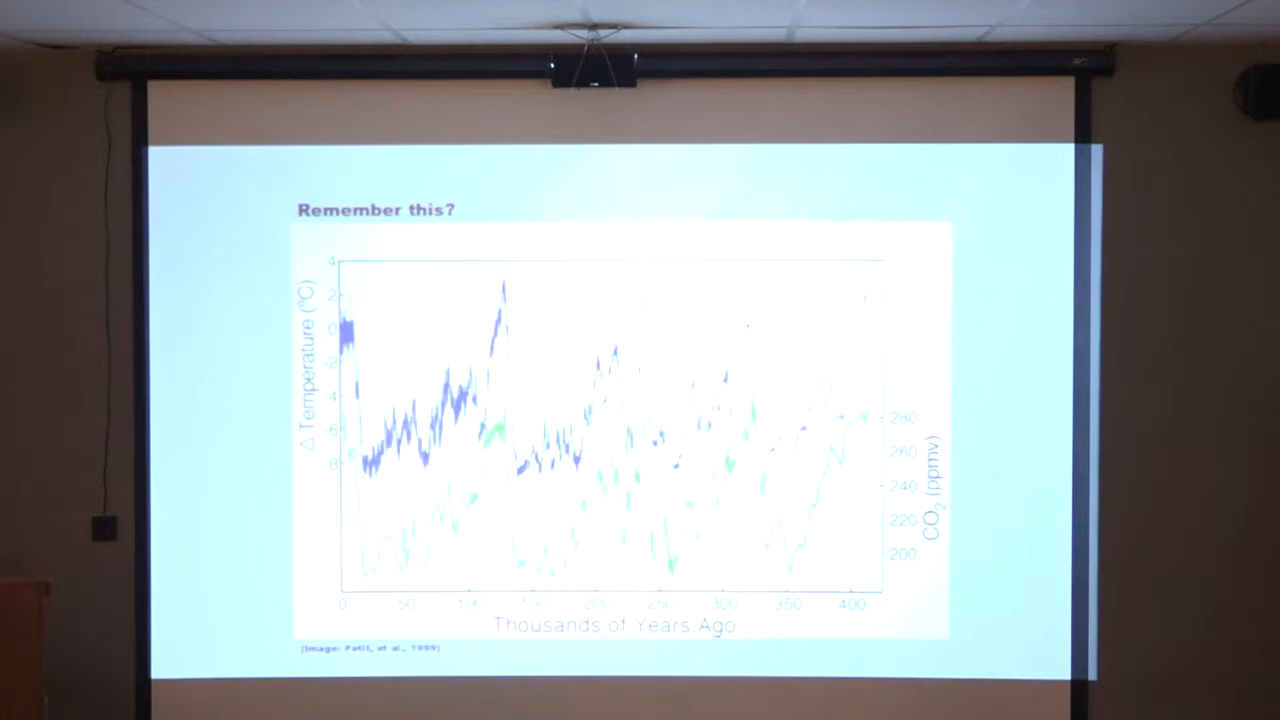 Remember this?
4
2
0
-2
-4
-6
-8
Δ Temperature (°C)
280
260
240
220
200
CO2 (ppmv)
0 50 100 150 200 250 300 350 400
Thousands of Years Ago
(Image: Petit, et al., 1999)